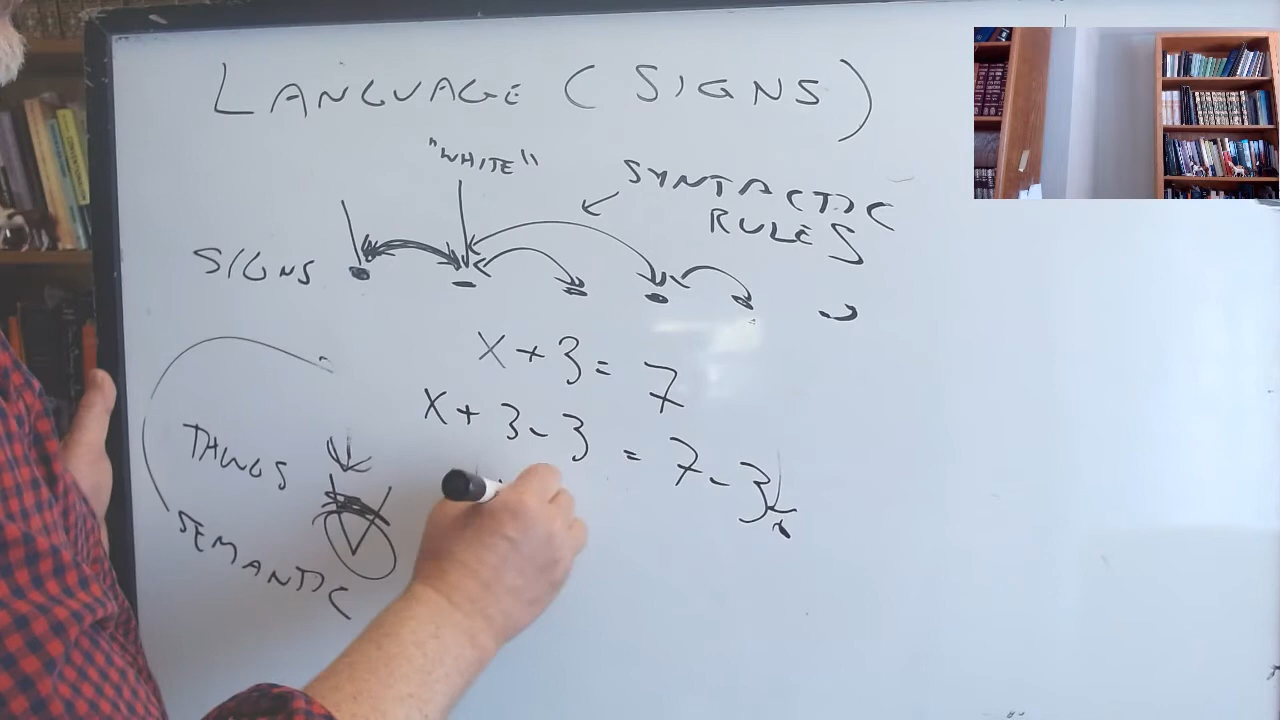 LANGUAGE (SIGNS)
"WHITE"
SYNTACTIC
RULES
SIGNS
X + 3 = 7
X + 3 - 3 = 7 - 3
THINGS
SEMANTIC